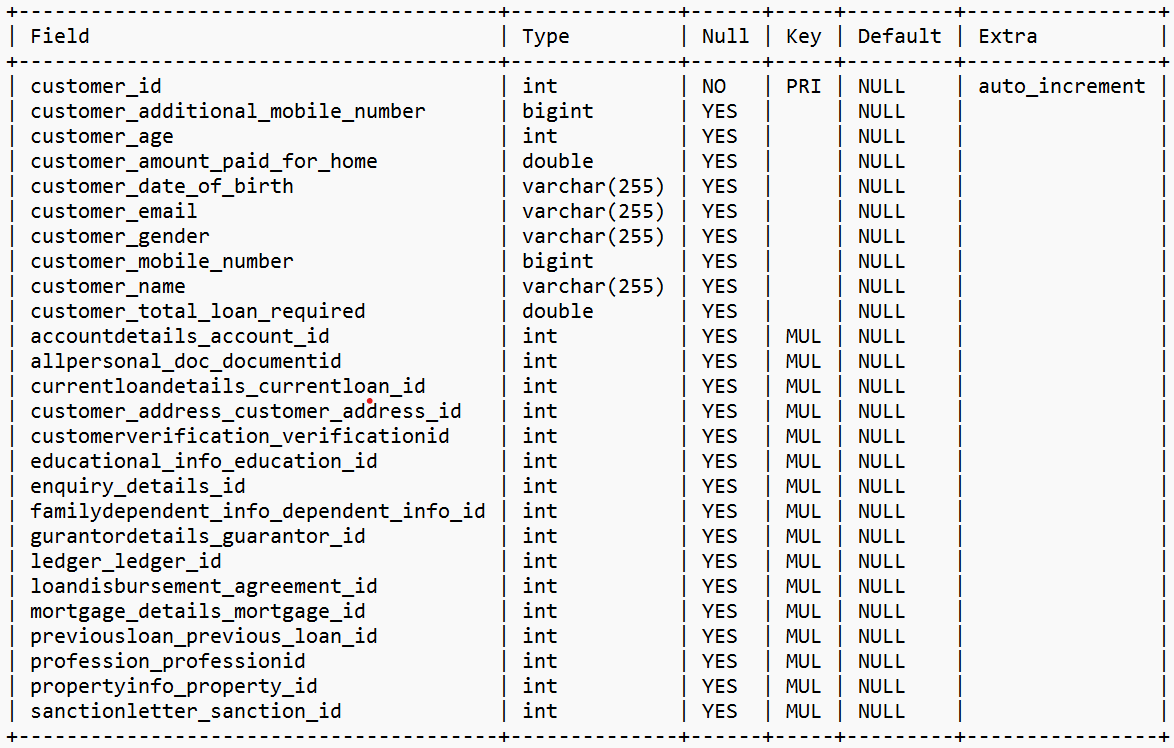 +----------------------------------------+--------------+------+-----+---------+----------------+
| Field                                  | Type         | Null | Key | Default | Extra          |
+----------------------------------------+--------------+------+-----+---------+----------------+
| customer_id                            | int          | NO   | PRI | NULL    | auto_increment |
| customer_additional_mobile_number      | bigint       | YES  |     | NULL    |                |
| customer_age                           | int          | YES  |     | NULL    |                |
| customer_amount_paid_for_home          | double       | YES  |     | NULL    |                |
| customer_date_of_birth                 | varchar(255) | YES  |     | NULL    |                |
| customer_email                         | varchar(255) | YES  |     | NULL    |                |
| customer_gender                        | varchar(255) | YES  |     | NULL    |                |
| customer_mobile_number                 | bigint       | YES  |     | NULL    |                |
| customer_name                          | varchar(255) | YES  |     | NULL    |                |
| customer_total_loan_required           | double       | YES  |     | NULL    |                |
| accountdetails_account_id              | int          | YES  | MUL | NULL    |                |
| allpersonal_doc_documentid             | int          | YES  | MUL | NULL    |                |
| currentloandetails_currentloan_id      | int          | YES  | MUL | NULL    |                |
| customer_address_customer_address_id   | int          | YES  | MUL | NULL    |                |
| customerverification_verificationid    | int          | YES  | MUL | NULL    |                |
| educational_info_education_id          | int          | YES  | MUL | NULL    |                |
| enquiry_details_id                     | int          | YES  | MUL | NULL    |                |
| familydependent_info_dependent_info_id | int          | YES  | MUL | NULL    |                |
| gurantordetails_guarantor_id           | int          | YES  | MUL | NULL    |                |
| ledger_ledger_id                       | int          | YES  | MUL | NULL    |                |
| loandisbursement_agreement_id          | int          | YES  | MUL | NULL    |                |
| mortgage_details_mortgage_id           | int          | YES  | MUL | NULL    |                |
| previousloan_previous_loan_id          | int          | YES  | MUL | NULL    |                |
| profession_professionid                | int          | YES  | MUL | NULL    |                |
| propertyinfo_property_id               | int          | YES  | MUL | NULL    |                |
| sanctionletter_sanction_id             | int          | YES  | MUL | NULL    |                |
+----------------------------------------+--------------+------+-----+---------+----------------+